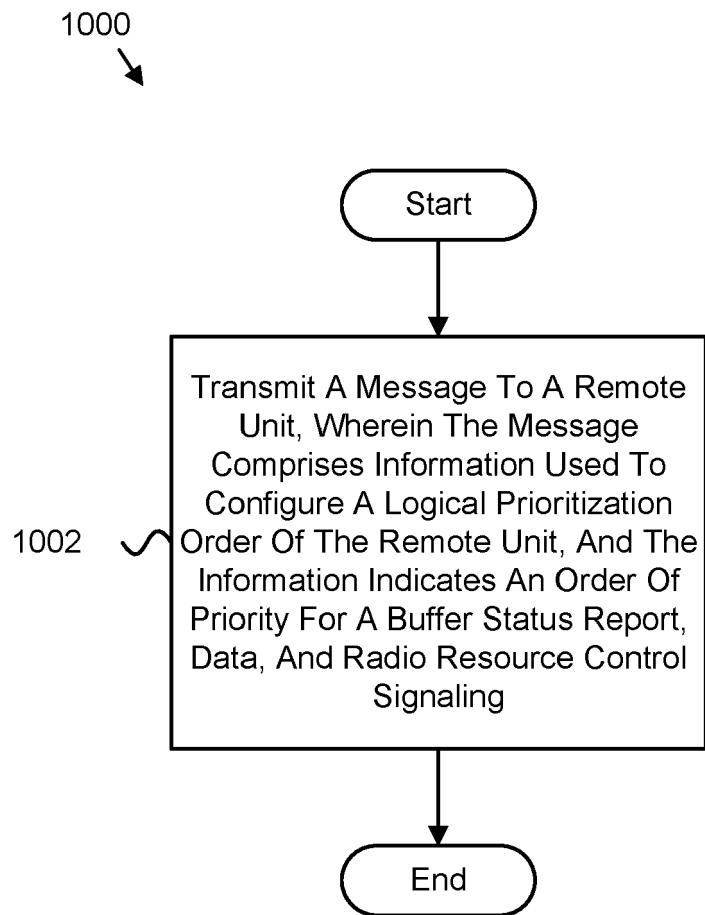 1000
Start
Transmit A Message To A Remote
Unit, Wherein The Message
Comprises Information Used To
Configure A Logical Prioritization
1002
Order Of The Remote Unit, And The
Information Indicates An Order Of
Priority For A Buffer Status Report,
Data, And Radio Resource Control
Signaling
End